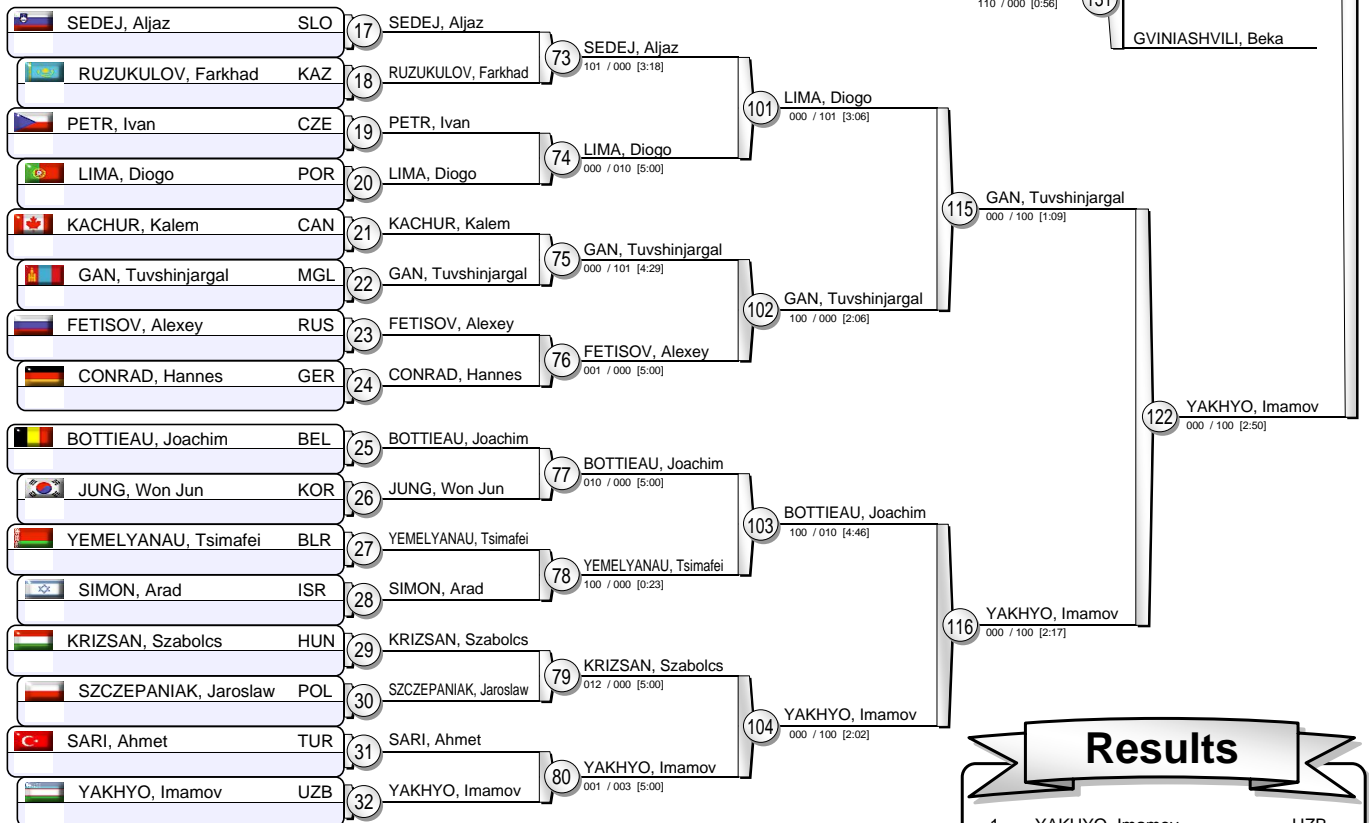 110 / 000 [0:56]
131
GVINIASHVILI, Beka
SEDEJ, Aljaz SLO
RUZUKULOV, Farkhad KAZ
PETR, Ivan CZE
LIMA, Diogo POR
KACHUR, Kalem CAN
GAN, Tuvshinjargal MGL
FETISOV, Alexey RUS
CONRAD, Hannes GER
BOTTIEAU, Joachim BEL
JUNG, Won Jun KOR
YEMELYANAU, Tsimafei BLR
SIMON, Arad ISR
KRIZSAN, Szabolcs HUN
SZCZEPANIAK, Jaroslaw POL
SARI, Ahmet TUR
YAKHYO, Imamov UZB
17 SEDEJ, Aljaz
18 RUZUKULOV, Farkhad
19 PETR, Ivan
20 LIMA, Diogo
21 KACHUR, Kalem
22 GAN, Tuvshinjargal
23 FETISOV, Alexey
24 CONRAD, Hannes
25 BOTTIEAU, Joachim
26 JUNG, Won Jun
27 YEMELYANAU, Tsimafei
28 SIMON, Arad
29 KRIZSAN, Szabolcs
30 SZCZEPANIAK, Jaroslaw
31 SARI, Ahmet
32 YAKHYO, Imamov
73 SEDEJ, Aljaz
101 / 000 [3:18]
74 LIMA, Diogo
000 / 010 [5:00]
75 GAN, Tuvshinjargal
000 / 101 [4:29]
76 FETISOV, Alexey
001 / 000 [5:00]
77 BOTTIEAU, Joachim
010 / 000 [5:00]
78 YEMELYANAU, Tsimafei
100 / 000 [0:23]
79 KRIZSAN, Szabolcs
012 / 000 [5:00]
80 YAKHYO, Imamov
001 / 003 [5:00]
101 LIMA, Diogo
000 / 101 [3:06]
102 GAN, Tuvshinjargal
100 / 000 [2:06]
103 BOTTIEAU, Joachim
100 / 010 [4:46]
104 YAKHYO, Imamov
000 / 100 [2:02]
115 GAN, Tuvshinjargal
000 / 100 [1:09]
116 YAKHYO, Imamov
000 / 100 [2:17]
122 YAKHYO, Imamov
000 / 100 [2:50]
Results
1 YAKHYO, Imamov UZB